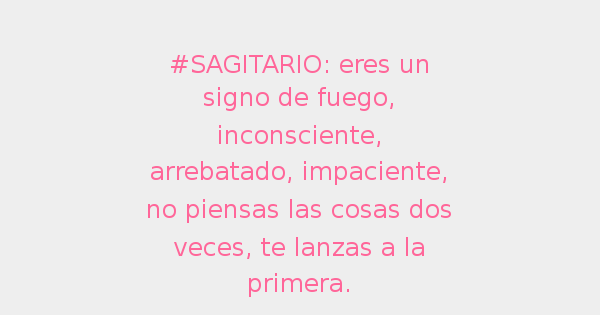 #SAGITARIO: eres un
signo de fuego,
inconsciente,
arrebatado, impaciente,
no piensas las cosas dos
veces, te lanzas a la
primera.